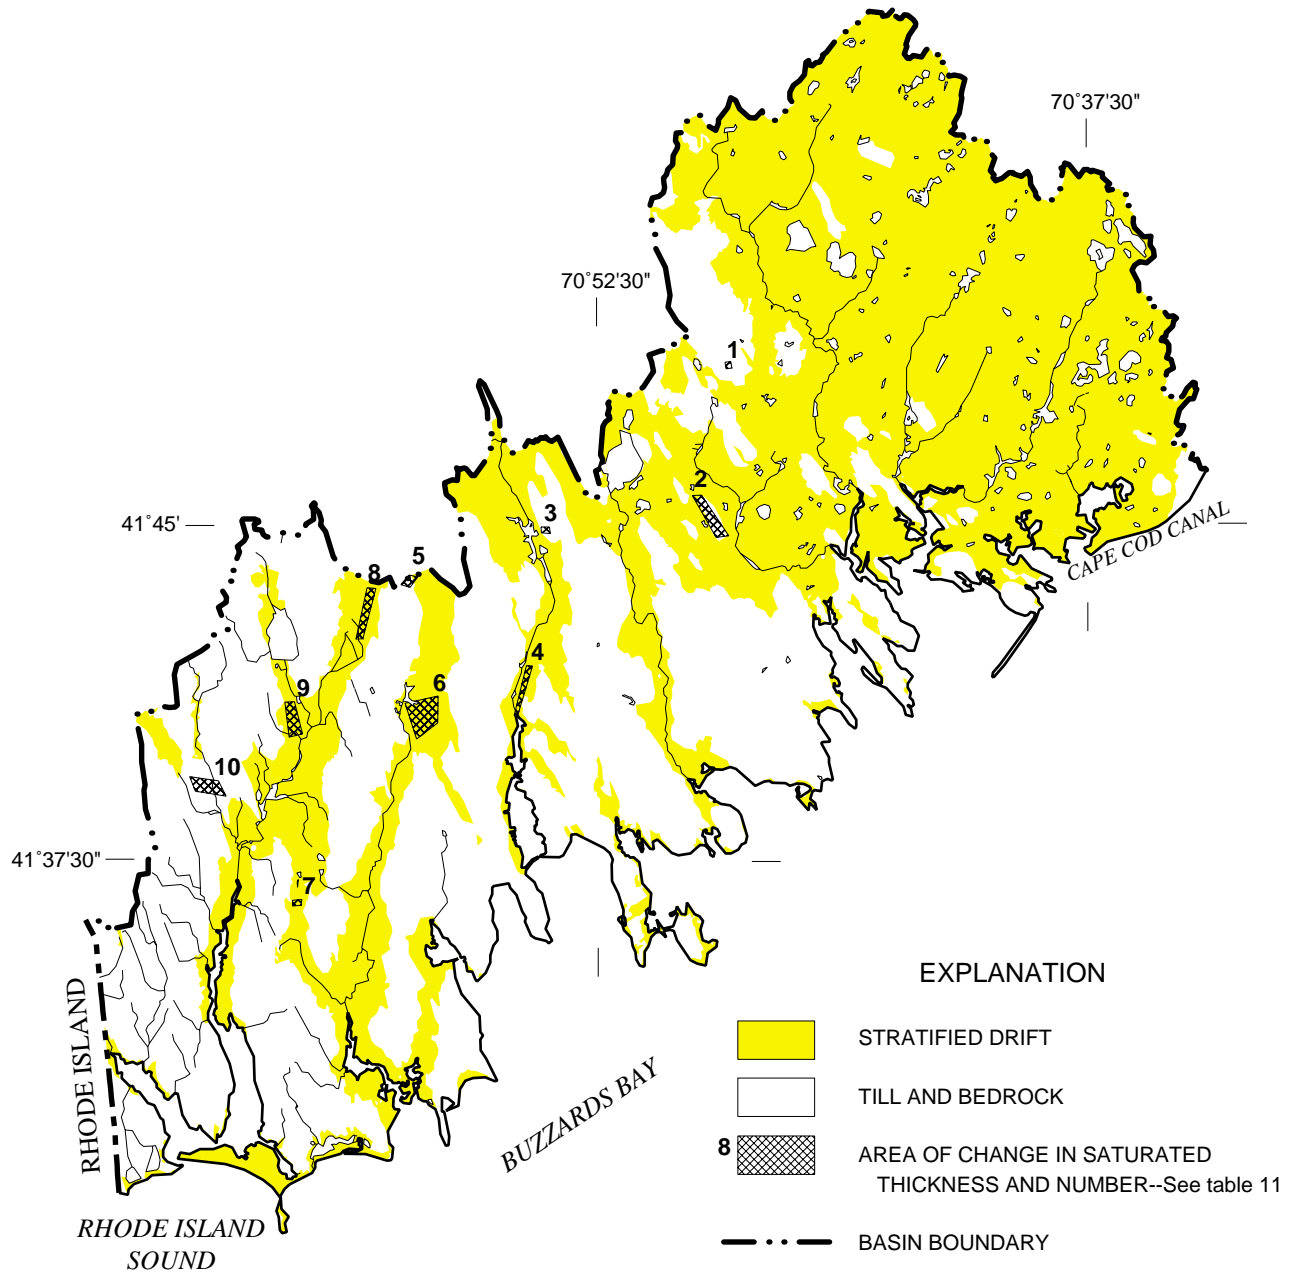 70˚37'30"
70˚52'30"
1
2
3
41˚45'
CAPE COD CANAL
5
8
4
9
6
10
41˚37'30"
7
EXPLANATION
STRATIFIED DRIFT
TILL AND BEDROCK
8
AREA OF CHANGE IN SATURATED
THICKNESS AND NUMBER--See table 11
BASIN BOUNDARY
RHODE ISLAND
BUZZARDS BAY
RHODE ISLAND
SOUND